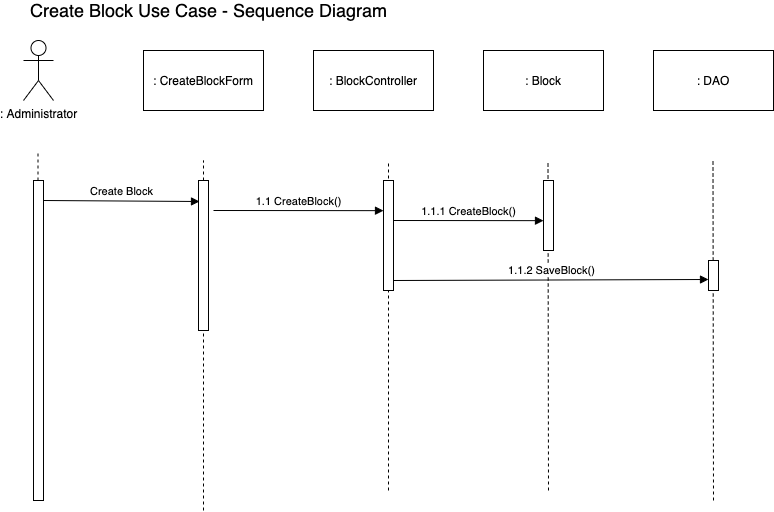 Create Block Use Case - Sequence Diagram
: Administrator
: CreateBlockForm
: BlockController
: Block
: DAO
Create Block
1.1 CreateBlock()
1.1.1 CreateBlock()
1.1.2 SaveBlock()